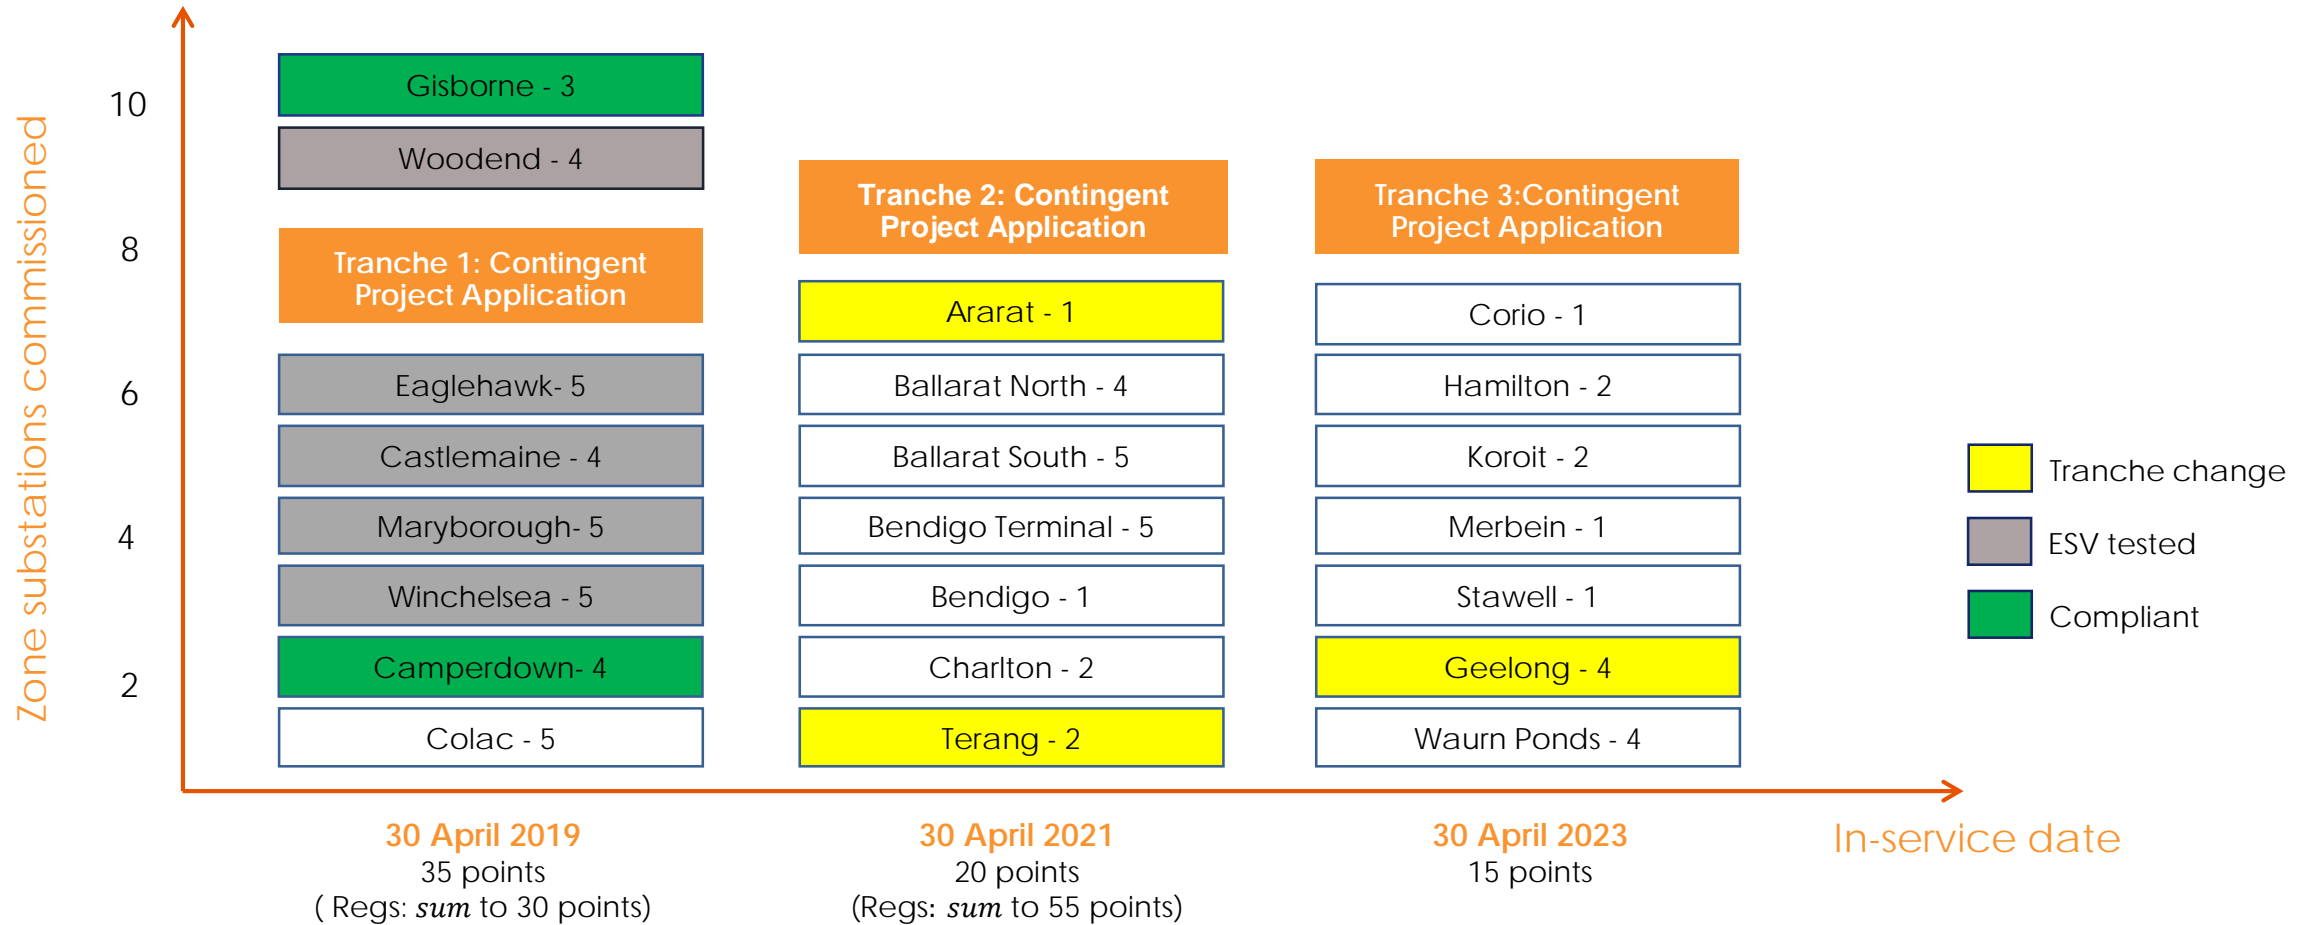 Zone substations commissioned
10
8
6
4
2
Gisborne - 3
Woodend - 4
Tranche 1: Contingent
Project Application
Eaglehawk- 5
Castlemaine - 4
Maryborough- 5
Winchelsea - 5
Camperdown- 4
Colac - 5
Tranche 2: Contingent
Project Application
Ararat - 1
Ballarat North - 4
Ballarat South - 5
Bendigo Terminal - 5
Bendigo - 1
Charlton - 2
Terang - 2
Tranche 3:Contingent
Project Application
Corio - 1
Hamilton - 2
Koroit - 2
Merbein - 1
Stawell - 1
Geelong - 4
Waurn Ponds - 4
Tranche change
ESV tested
Compliant
30 April 2019
35 points
( Regs: sum to 30 points)
30 April 2021
20 points
(Regs: sum to 55 points)
30 April 2023
15 points
In-service date